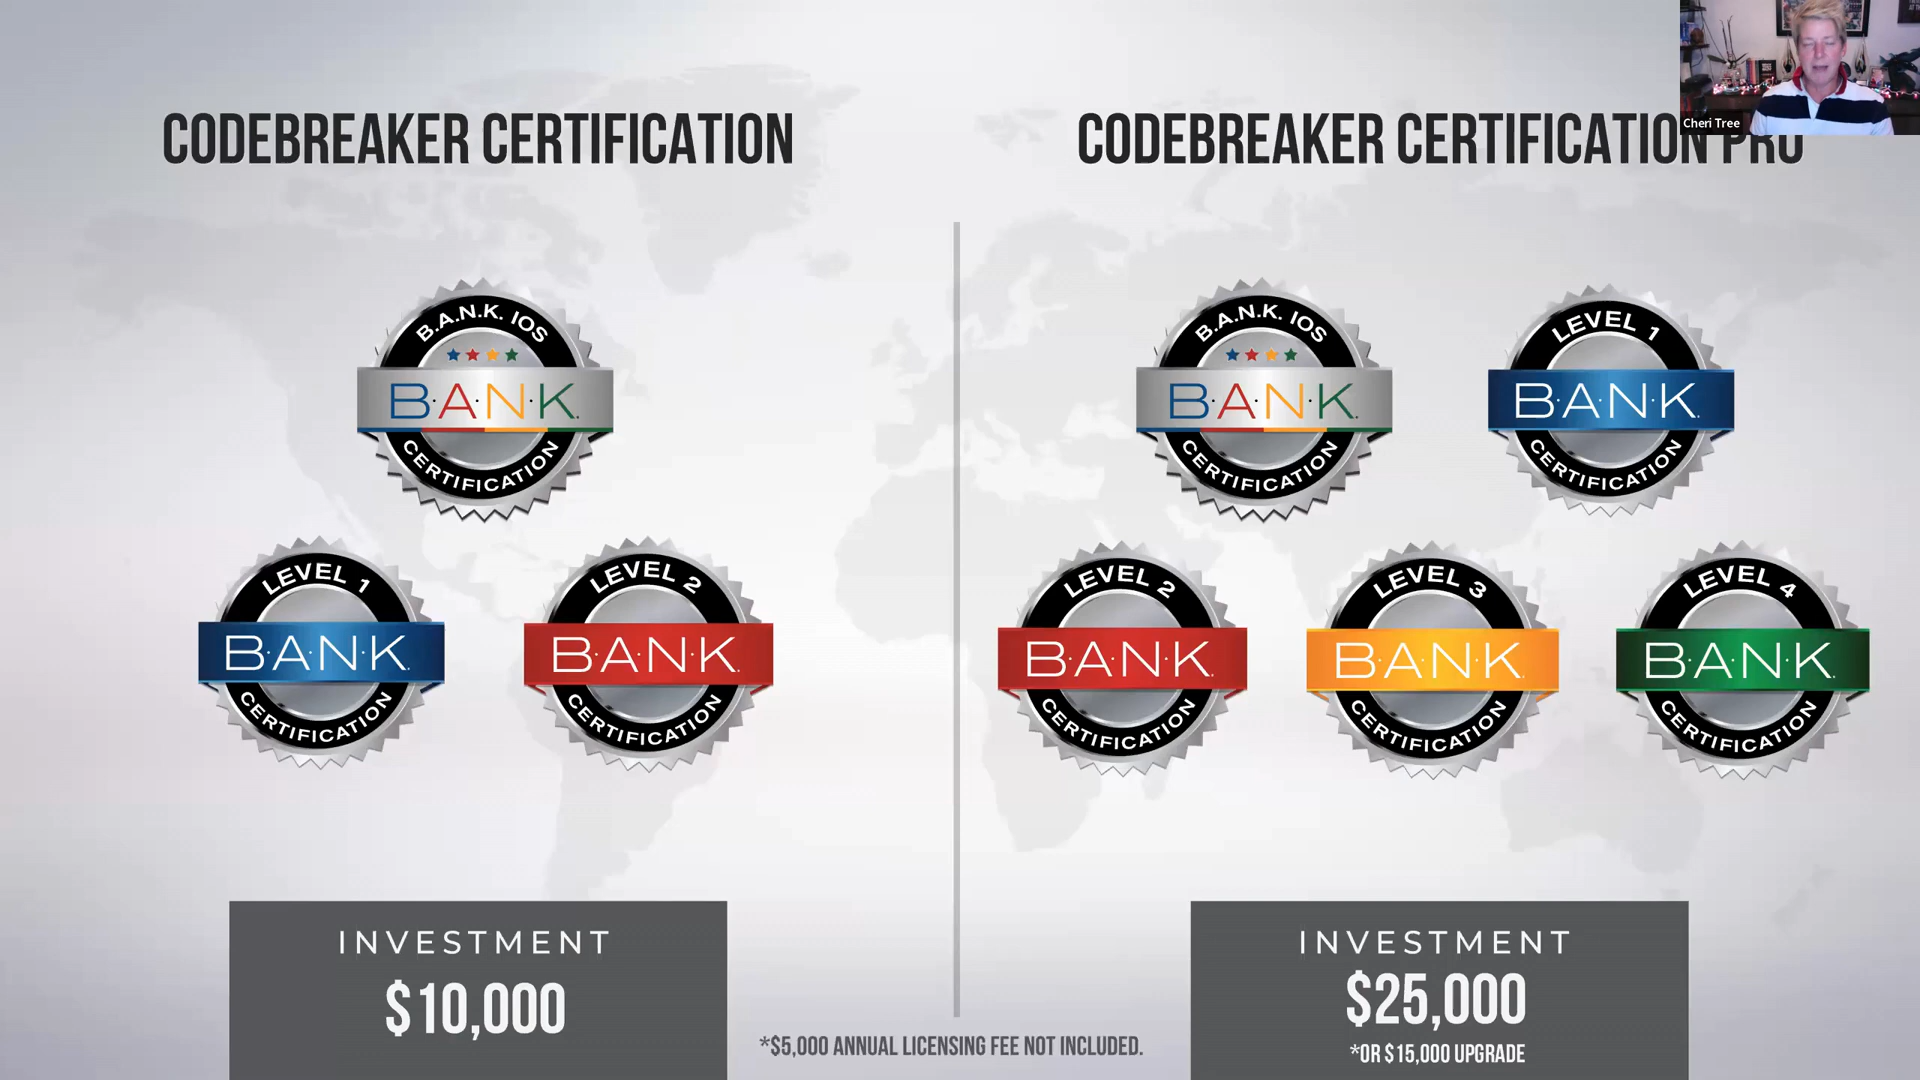 Cheri Tree
CODEBREAKER CERTIFICATION
B.A.N.K. IOS
B·A·N·K.
CERTIFICATION
LEVEL 1
B·A·N·K.
CERTIFICATION
LEVEL 2
B·A·N·K.
CERTIFICATION
INVESTMENT
$10,000
CODEBREAKER CERTIFICATION PRO
B.A.N.K. IOS
B·A·N·K.
CERTIFICATION
LEVEL 1
B·A·N·K.
CERTIFICATION
LEVEL 2
B·A·N·K.
CERTIFICATION
LEVEL 3
B·A·N·K.
CERTIFICATION
LEVEL 4
B·A·N·K.
CERTIFICATION
INVESTMENT
$25,000
*OR $15,000 UPGRADE
*$5,000 ANNUAL LICENSING FEE NOT INCLUDED.